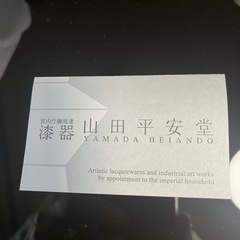 宮内庁御用達
漆器 山田平安堂
YAMADA HEIANDO
Artistic lacquerwares and industrial art works
by appointment to the imperial household